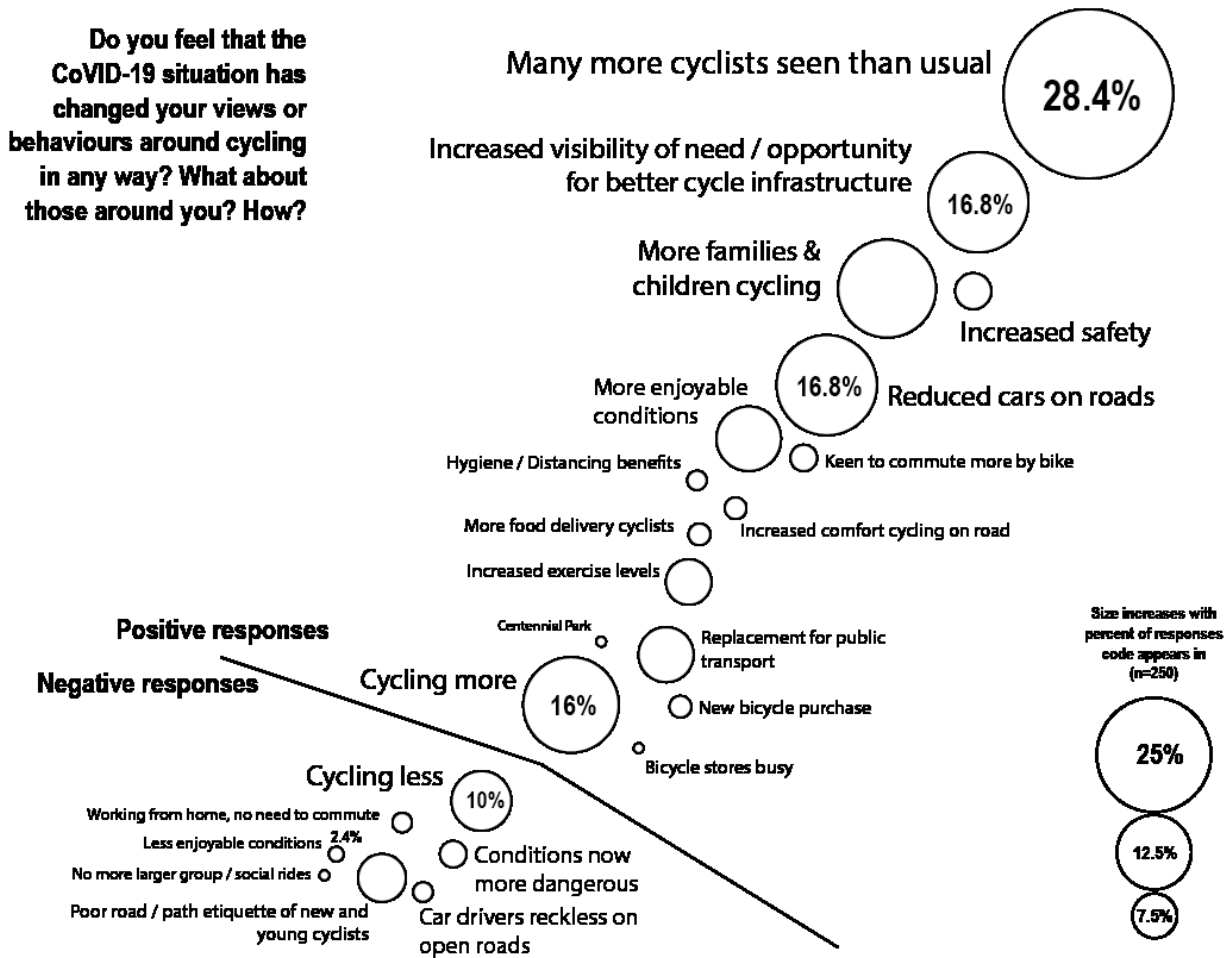 Do you feel that the
CoVID-19 situation has
changed your views or
behaviours around cycling
in any way? What about
those around you? How?
Many more cyclists seen than usual
28.4%
Increased visibility of need / opportunity
for better cycle infrastructure
16.8%
More families &
children cycling
Increased safety
More enjoyable
conditions
16.8%
Reduced cars on roads
Hygiene / Distancing benefits
Keen to commute more by bike
More food delivery cyclists
Increased comfort cycling on road
Increased exercise levels
Centennial Park
Replacement for public
transport
Positive responses
Negative responses
Cycling more
16%
New bicycle purchase
Bicycle stores busy
Cycling less
10%
Working from home, no need to commute
Less enjoyable conditions
2.4%
No more larger group / social rides
Conditions now
more dangerous
Poor road / path etiquette of new and
young cyclists
Car drivers reckless on
open roads
Size increases with
percent of responses
code appears in
(n=250)
25%
12.5%
7.5%